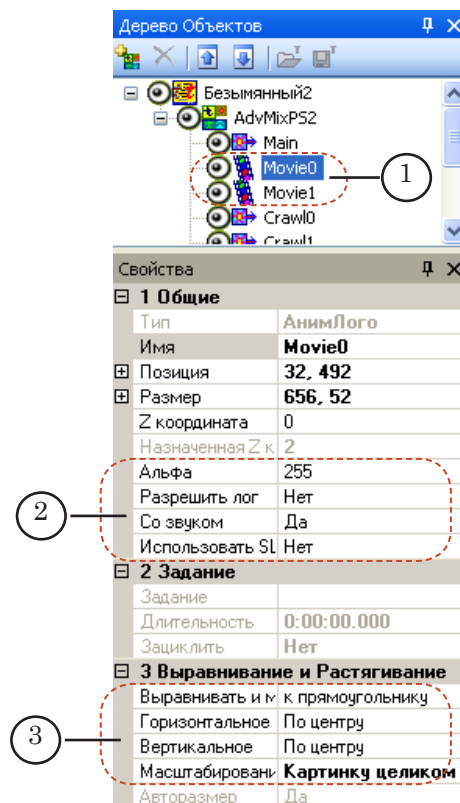 Дерево Объектов
Безымянный2
AdvMixPS2
Main
Movie0
1
Movie1
Crawl0
Crawl1
Свойства
1 Общие
Тип АнимЛого
Имя Movie0
Позиция 32, 492
Размер 656, 52
Z координата 0
Назначенная Z к 2
Альфа 255
Разрешить лог Нет
2
Со звуком Да
Использовать SL Нет
2 Задание
Задание
Длительность 0:00:00.000
Зациклить Нет
3 Выравнивание и Растягивание
Выравнивать и м к прямоугольнику
Горизонтальное По центру
3
Вертикальное По центру
Масштабировани Картинку целиком
Авторазмер Да